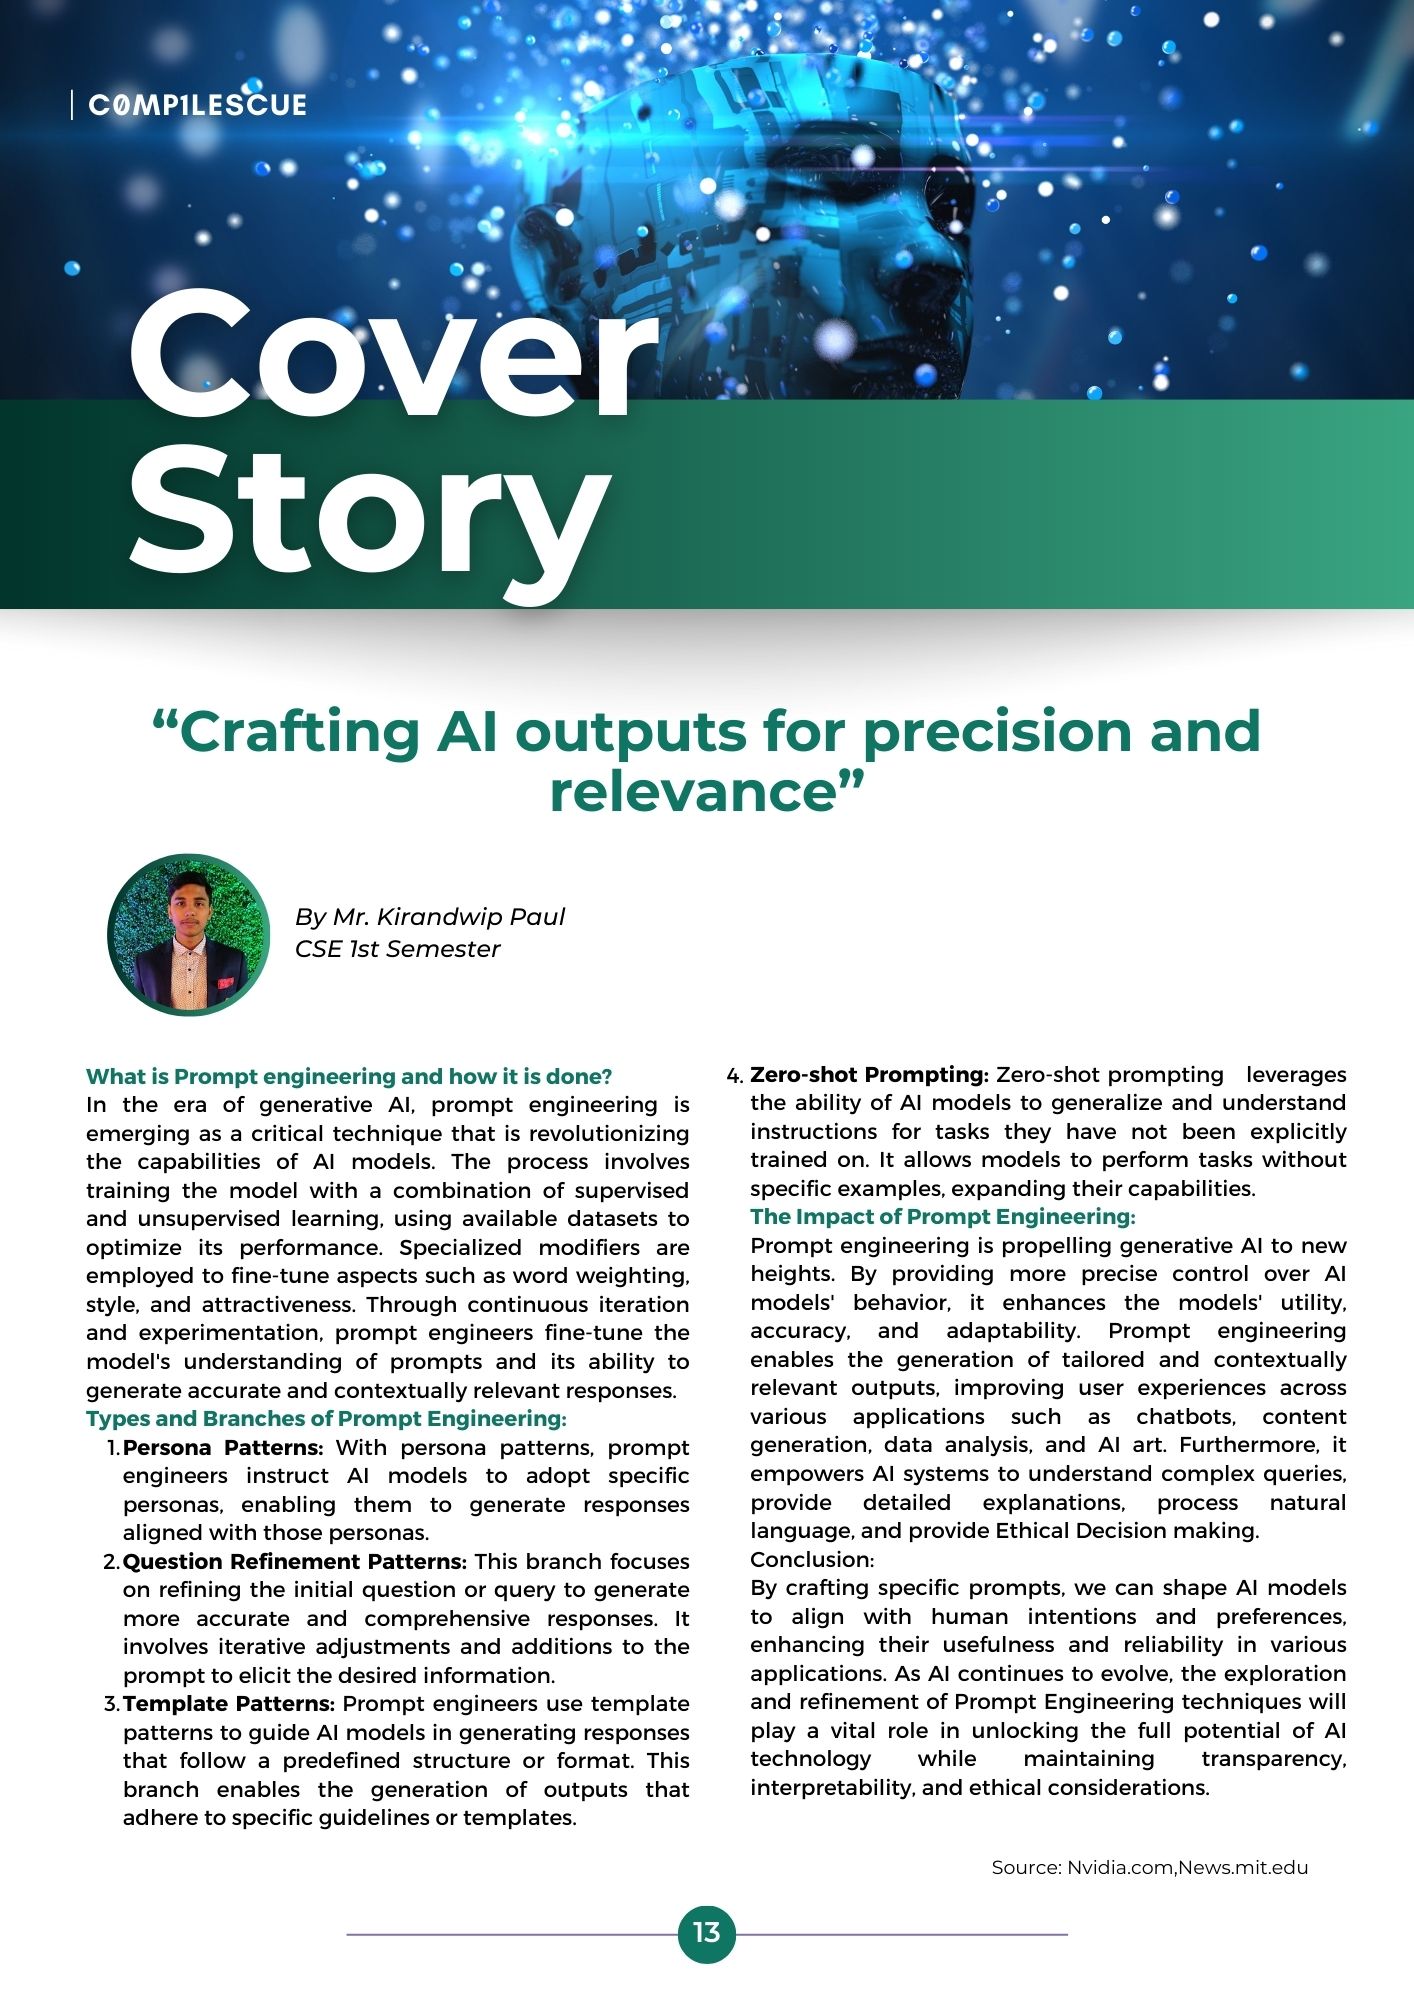 C0MP1LESCUE
Cover
Story
“Crafting AI outputs for precision and
relevance”
By Mr. Kirandwip Paul
CSE 1st Semester
What is Prompt engineering and how it is done?
In the era of generative AI, prompt engineering is
emerging as a critical technique that is revolutionizing
the capabilities of AI models. The process involves
training the model with a combination of supervised
and unsupervised learning, using available datasets to
optimize its performance. Specialized modifiers are
employed to fine-tune aspects such as word weighting,
style, and attractiveness. Through continuous iteration
and experimentation, prompt engineers fine-tune the
model's understanding of prompts and its ability to
generate accurate and contextually relevant responses.
Types and Branches of Prompt Engineering:
1. Persona Patterns: With persona patterns, prompt
engineers instruct AI models to adopt specific
personas, enabling them to generate responses
aligned with those personas.
2. Question Refinement Patterns: This branch focuses
on refining the initial question or query to generate
more accurate and comprehensive responses. It
involves iterative adjustments and additions to the
prompt to elicit the desired information.
3. Template Patterns: Prompt engineers use template
patterns to guide AI models in generating responses
that follow a predefined structure or format. This
branch enables the generation of outputs that
adhere to specific guidelines or templates.
4. Zero-shot Prompting: Zero-shot prompting leverages
the ability of AI models to generalize and understand
instructions for tasks they have not been explicitly
trained on. It allows models to perform tasks without
specific examples, expanding their capabilities.
The Impact of Prompt Engineering:
Prompt engineering is propelling generative AI to new
heights. By providing more precise control over AI
models' behavior, it enhances the models' utility,
accuracy, and adaptability. Prompt engineering
enables the generation of tailored and contextually
relevant outputs, improving user experiences across
various applications such as chatbots, content
generation, data analysis, and AI art. Furthermore, it
empowers AI systems to understand complex queries,
provide detailed explanations, process natural
language, and provide Ethical Decision making.
Conclusion:
By crafting specific prompts, we can shape AI models
to align with human intentions and preferences,
enhancing their usefulness and reliability in various
applications. As AI continues to evolve, the exploration
and refinement of Prompt Engineering techniques will
play a vital role in unlocking the full potential of AI
technology while maintaining transparency,
interpretability, and ethical considerations.
Source: Nvidia.com,News.mit.edu
13